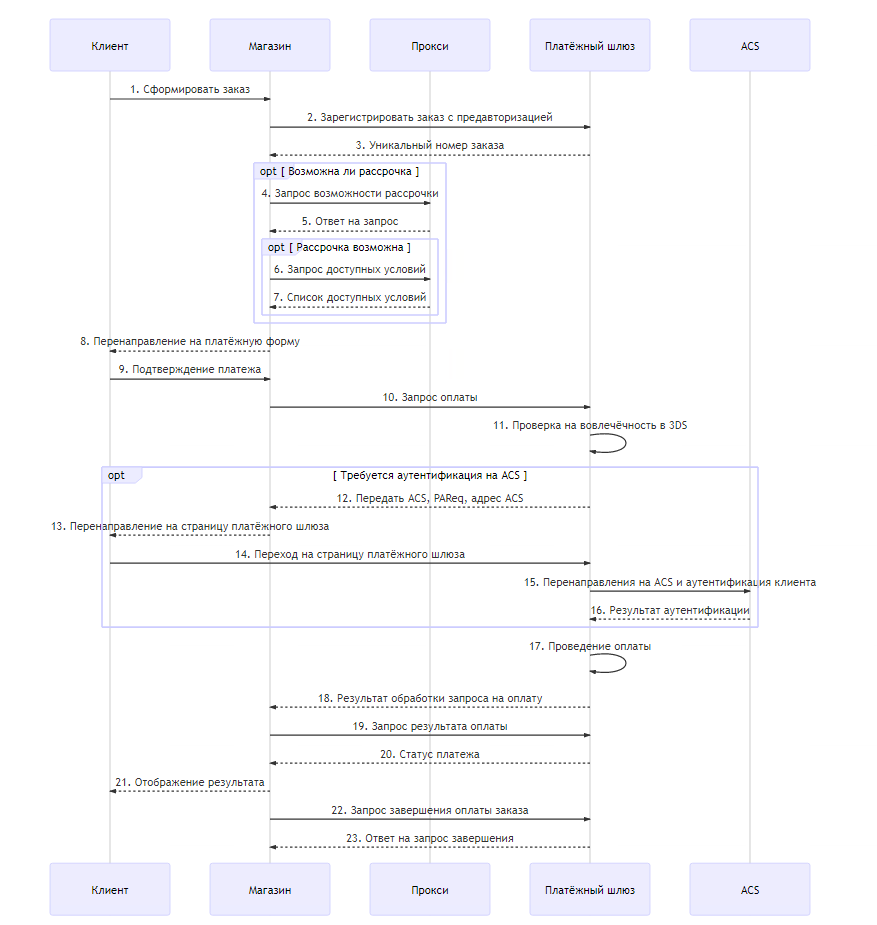 Клиент
Магазин
Прокси
Платёжный шлюз
ACS
1. Сформировать заказ
2. Зарегистрировать заказ с предавторизацией
3. Уникальный номер заказа
opt [ Возможна ли рассрочка ]
4. Запрос возможности рассрочки
5. Ответ на запрос
opt [ Рассрочка возможна ]
6. Запрос доступных условий
7. Список доступных условий
8. Перенаправление на платёжную форму
9. Подтверждение платежа
10. Запрос оплаты
11. Проверка на вовлечёчность в 3DS
opt [ Требуется аутентификация на ACS ]
12. Передать ACS, PAReq, адрес ACS
13. Перенаправление на страницу платёжного шлюза
14. Переход на страницу платёжного шлюза
15. Перенаправления на ACS и аутентификация клиента
16. Результат аутентификации
17. Проведение оплаты
18. Результат обработки запроса на оплату
19. Запрос результата оплаты
20. Статус платежа
21. Отображение результата
22. Запрос завершения оплаты заказа
23. Ответ на запрос завершения
Клиент
Магазин
Прокси
Платёжный шлюз
ACS